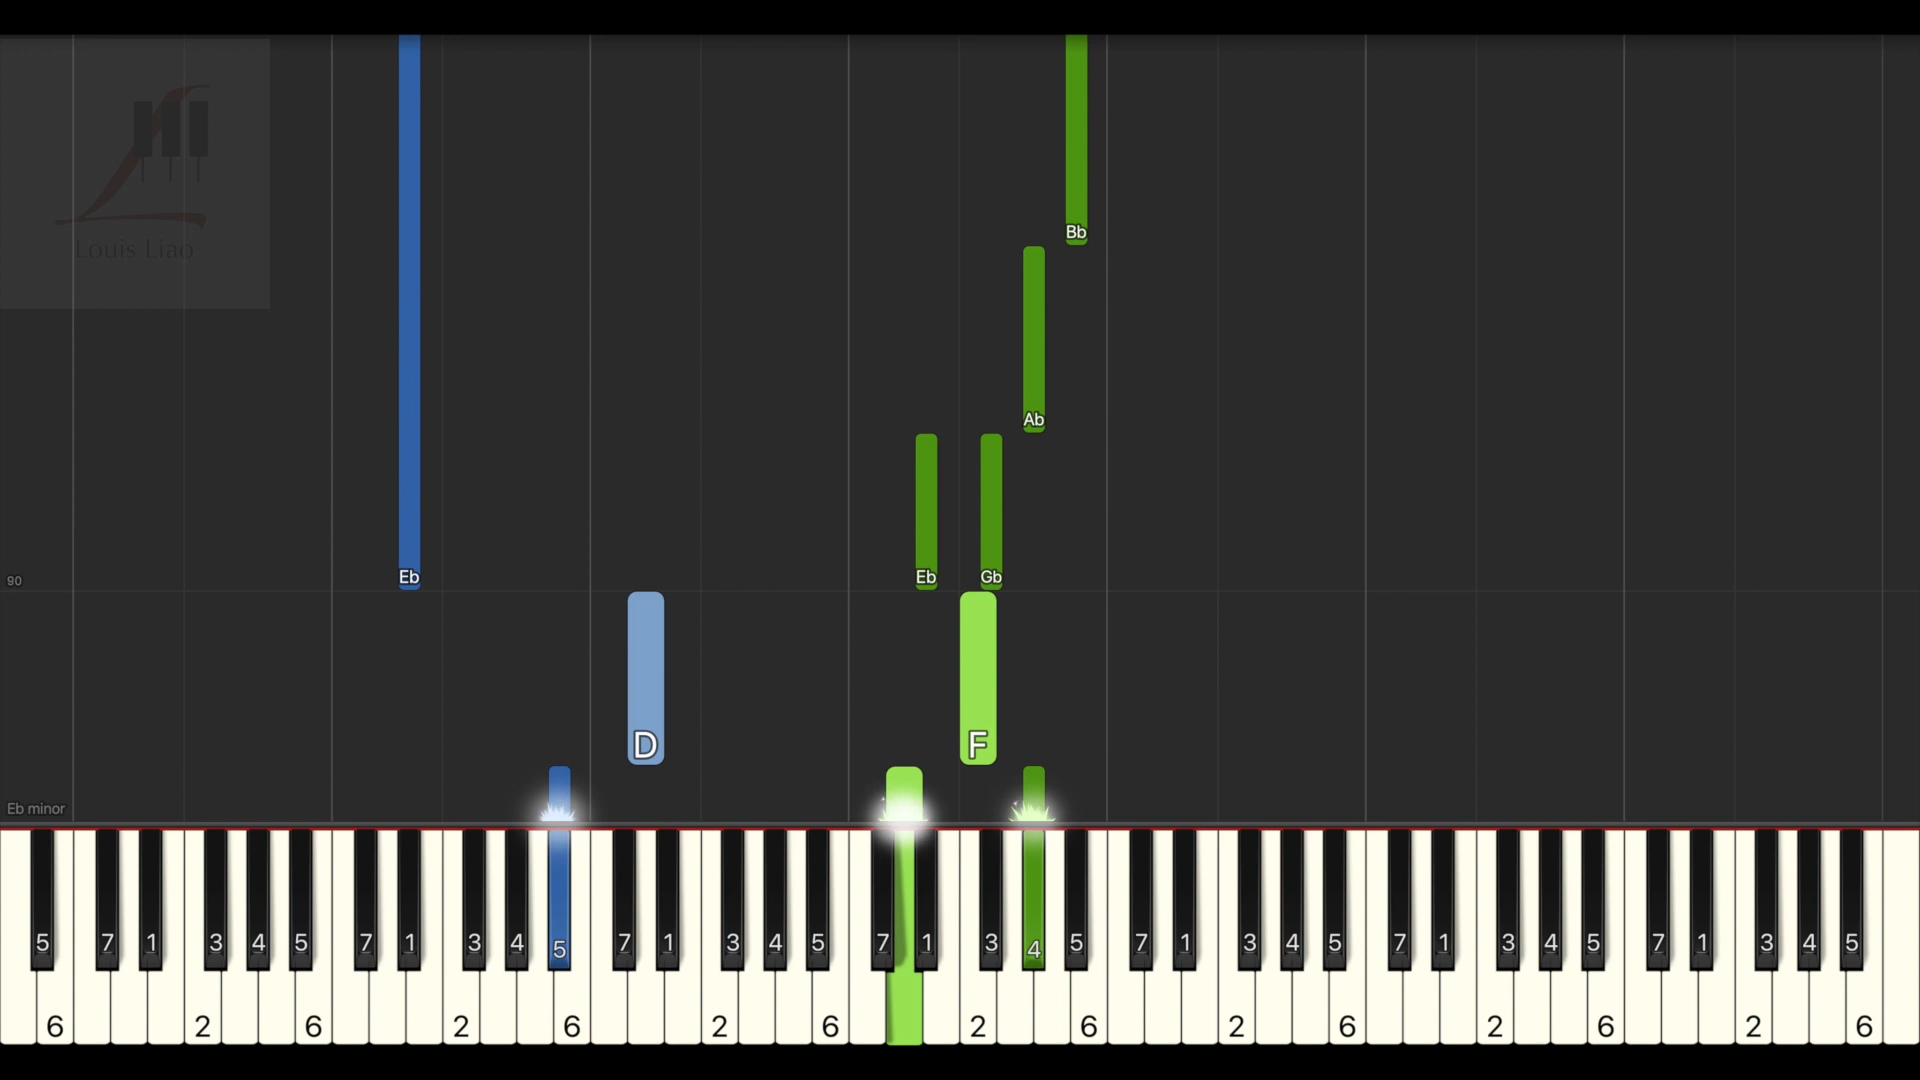 Louis Liao
Bb
Ab
Eb Eb Gb
90
D F
Eb minor
5 7 1 3 4 5 7 1 3 4 5 7 1 3 4 5 7 1 3 4 5 7 1 3 4 5 7 1 3 4 5 7 1 3 4 5
6 2 6 2 6 2 6 2 6 2 6 2 6 2 6